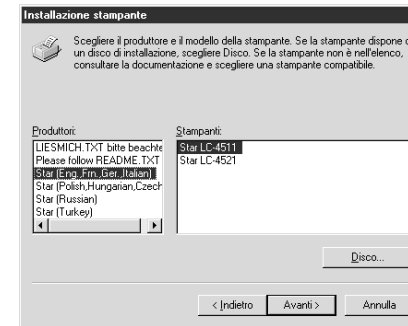 Installazione stampante
Scegliere il produttore e il modello della stampante. Se la stampante dispone
un disco di installazione, scegliere Disco. Se la stampante non è nell'elenco,
consultare la documentazione e scegliere una stampante compatibile.
Produttori:
LIESMICH.TXT bitte beachte
Please follow README.TXT
Star (Eng.,Frn.,Ger.,Italian)
Star (Polish,Hungarian,Czech
Star (Russian)
Star (Turkey)
Stampanti:
Star LC-4511
Star LC-4521
Disco...
< Indietro
Avanti >
Annulla